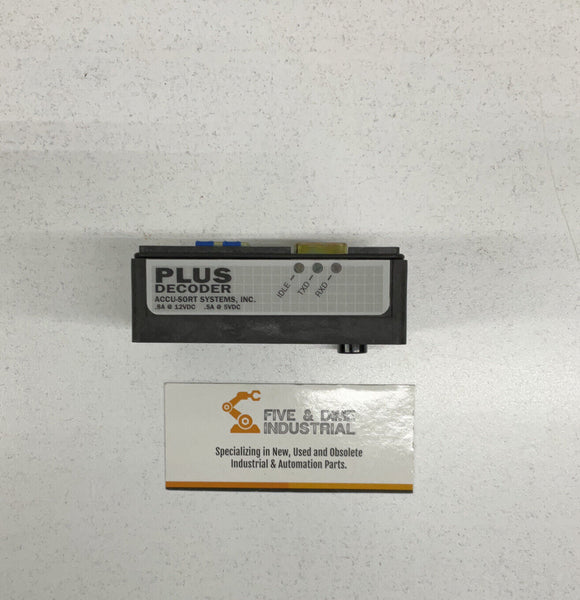 PLUS
DECODER
ACCU-SORT SYSTEMS, INC.
.8A @ 12VDC .5A @ 5VDC
IDLE
TXD
RXD
FIVE & DIME
INDUSTRIAL
Specializing in New, Used and Obsolete
Industrial & Automation Parts.